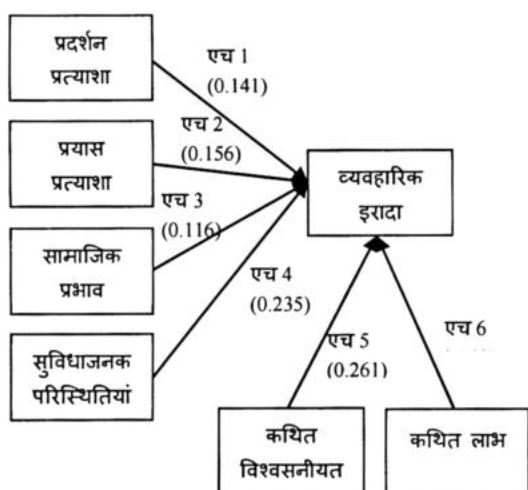 प्रदर्शन
प्रत्याशा
एच 1
(0.141)
प्रयास
प्रत्याशा
एच 2
(0.156)
सामाजिक
प्रभाव
एच 3
(0.116)
सुविधाजनक
परिस्थितियां
एच 4
(0.235)
व्यवहारिक
इरादा
एच 5
(0.261)
एच 6
कथित
विश्वसनीयत
कथित लाभ